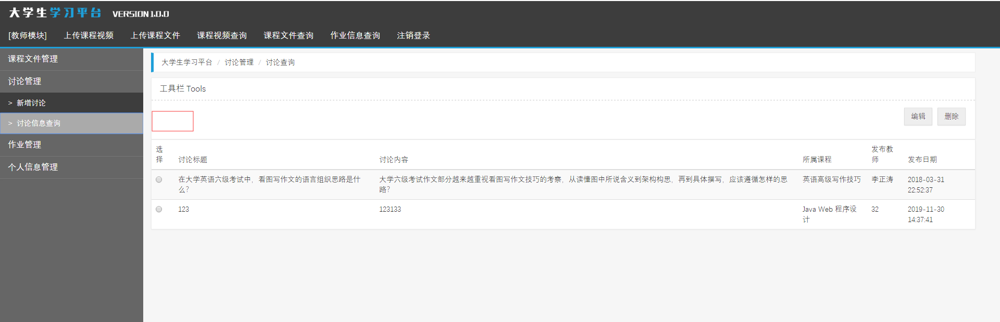 大学生学习平台 VERSION 1.0.0
[教师模块] 上传课程视频 上传课程文件 课程视频查询 课程文件查询 作业信息查询 注销登录
课程文件管理
讨论管理
> 新增讨论
> 讨论信息查询
作业管理
个人信息管理
大学生学习平台 / 讨论管理 / 讨论查询
工具栏 Tools
编辑 删除
选择 讨论标题 讨论内容 所属课程 发布教师 发布日期
在大学英语六级考试中，看图写作文的语言组织思路是什
么？
大学六级考试作文部分越来越重视看图写作文技巧的考察，从读懂图中所说含义到架构构思，再到具体撰写，应该遵循怎样的思
路？
英语高级写作技巧
李正涛
2018-03-31
22:52:37
123
123133
Java Web 程序设
计
32
2019-11-30
14:37:41